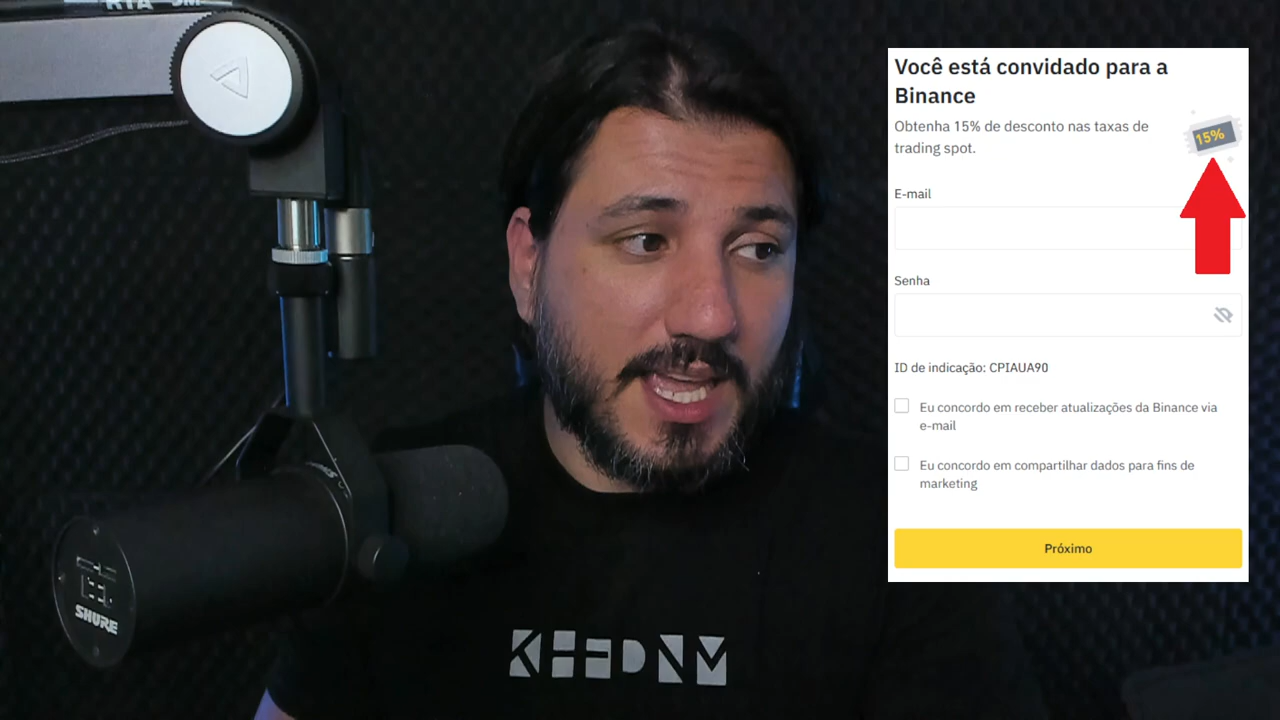 SHURE
Você está convidado para a
Binance
Obtenha 15% de desconto nas taxas de
trading spot.
15%
E-mail
Senha
ID de indicação: CPIAUA90
Eu concordo em receber atualizações da Binance via
e-mail
Eu concordo em compartilhar dados para fins de
marketing
Próximo